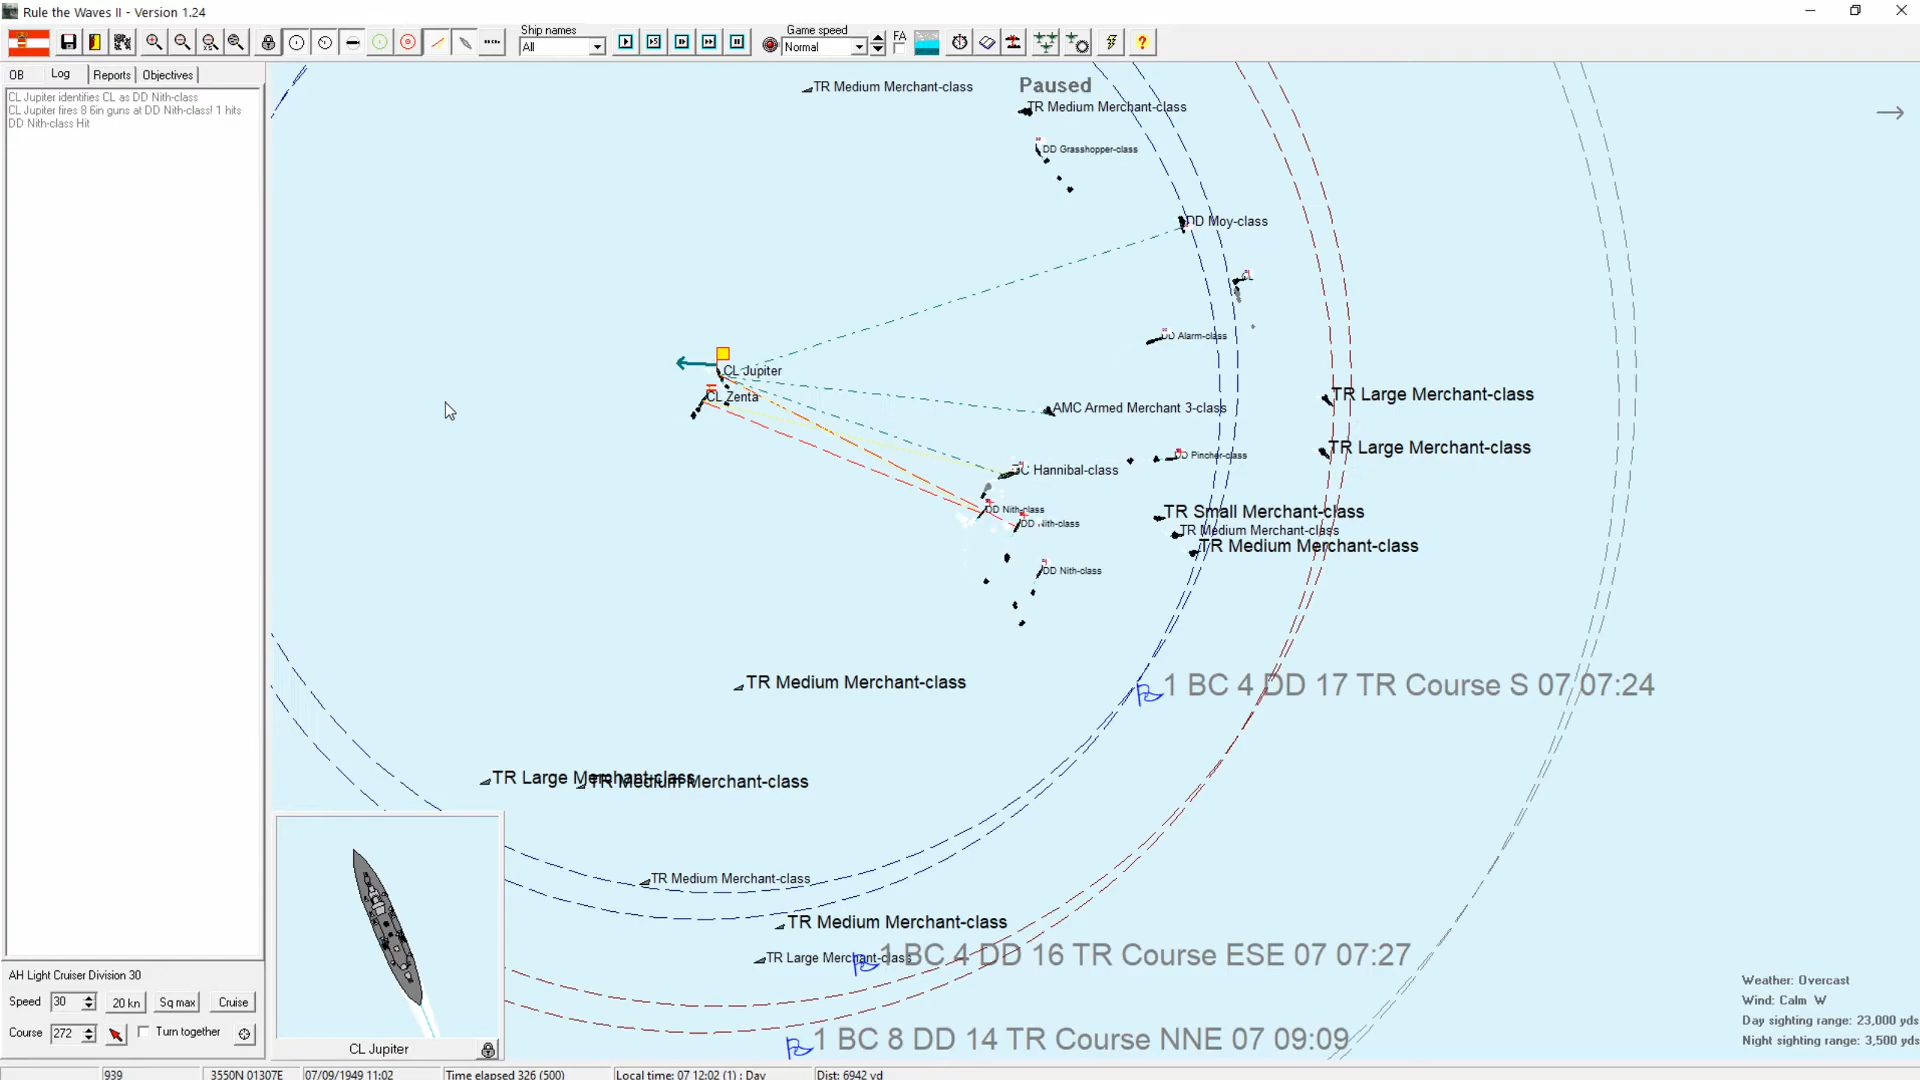 Rule the Waves II - Version 1.24
Ship names
All
Game speed
Normal
FA
OB
Log
Reports
Objectives
CL Jupiter identifies CL as DD Nith-class
CL Jupiter fires 8 6in guns at DD Nith-class! 1 hits
DD Nith-class Hit
Paused
TR Medium Merchant-class
TR Medium Merchant-class
DD Grasshopper-class
DD Moy-class
CL
DD Alarm-class
CL Jupiter
CL Zenta
TR Large Merchant-class
AMC Armed Merchant 3-class
TR Large Merchant-class
DD Pincher-class
BC Hannibal-class
DD Nith-class
TR Small Merchant-class
DD Nith-class
TR Medium Merchant-class
TR Medium Merchant-class
DD Nith-class
TR Medium Merchant-class
1 BC 4 DD 17 TR Course S 07 07:24
TR Large Merchant-class
TR Medium Merchant-class
TR Medium Merchant-class
TR Medium Merchant-class
TR Large Merchant-class
1 BC 4 DD 16 TR Course ESE 07 07:27
1 BC 8 DD 14 TR Course NNE 07 09:09
Weather: Overcast
Wind: Calm W
Day sighting range: 23,000 yds
Night sighting range: 3,500 yds
AH Light Cruiser Division 30
Speed 30 20 kn Sq max Cruise
Course 272 Turn together
CL Jupiter
939
3550N 01307E
07/09/1949 11:02
Time elapsed 326 (500)
Local time: 07 12:02 (1) : Day
Dist: 6942 yd